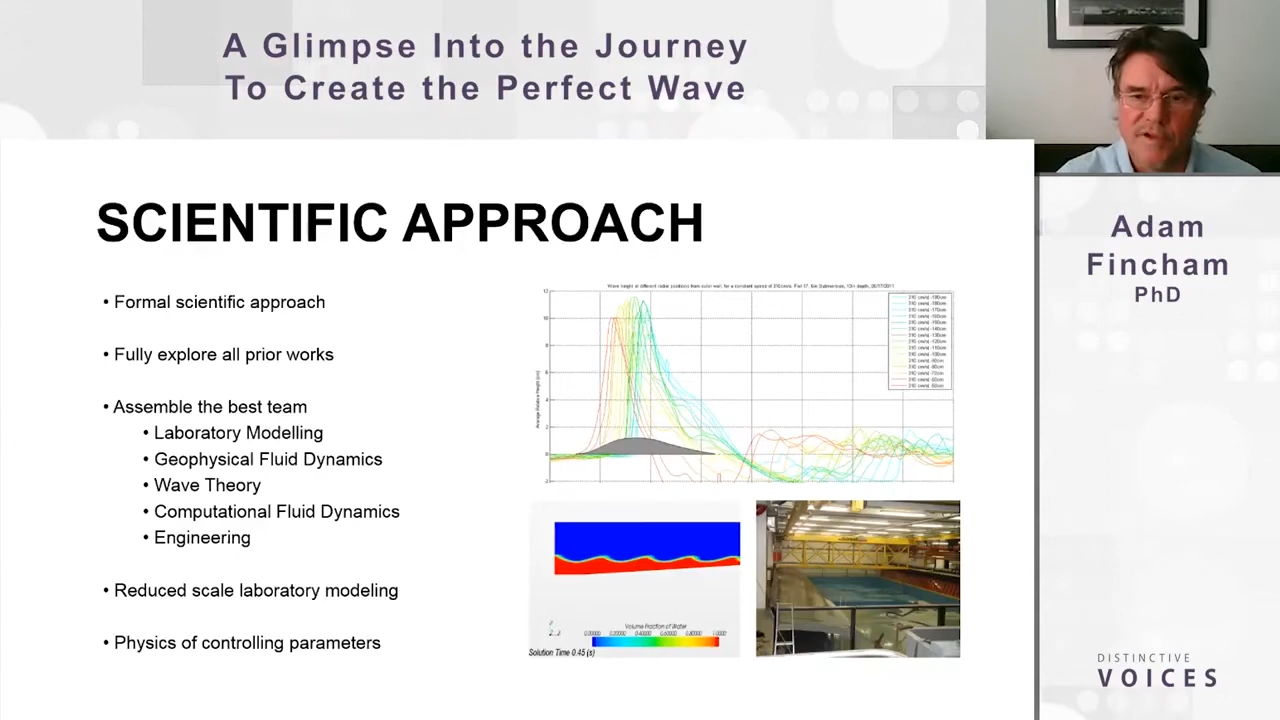 A Glimpse Into the Journey
To Create the Perfect Wave
SCIENTIFIC APPROACH
• Formal scientific approach
• Fully explore all prior works
• Assemble the best team
• Laboratory Modelling
• Geophysical Fluid Dynamics
• Wave Theory
• Computational Fluid Dynamics
• Engineering
• Reduced scale laboratory modeling
• Physics of controlling parameters
Volume Fraction of Water
Solution Time 0.45 (s)
Adam
Fincham
PhD
DISTINCTIVE
VOICES